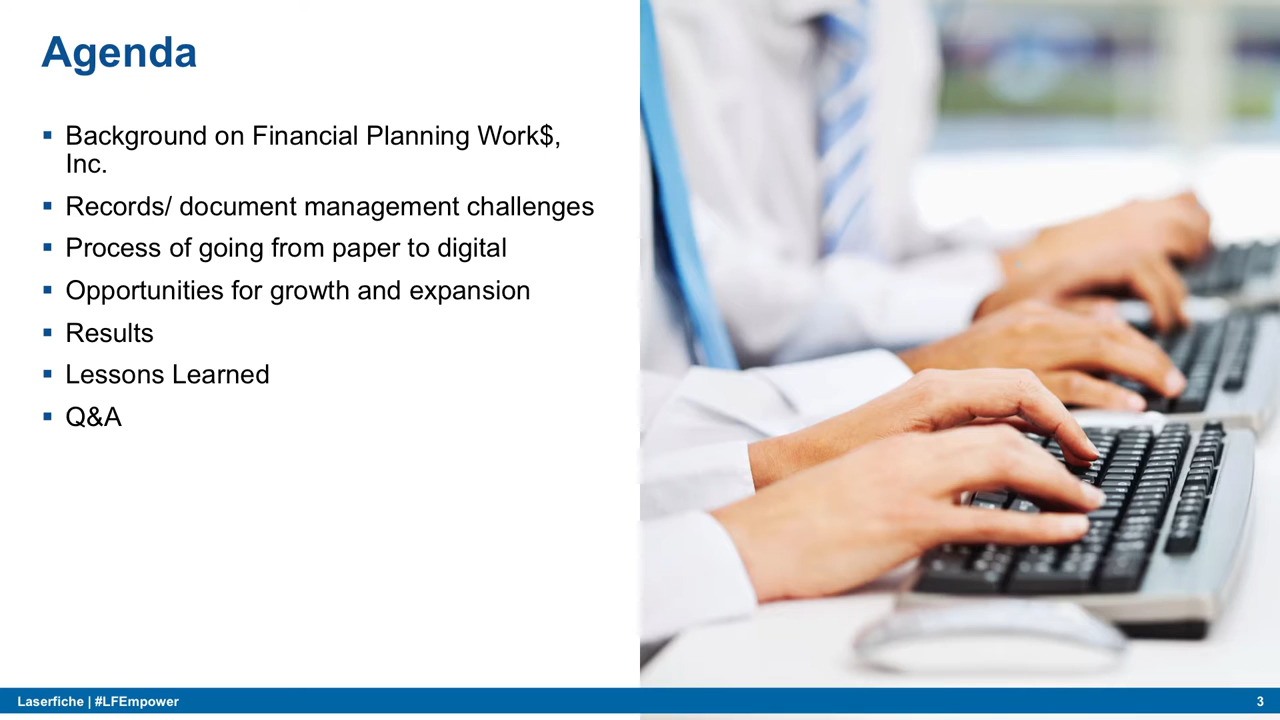 Agenda
▪ Background on Financial Planning Work$,
Inc.
▪ Records/ document management challenges
▪ Process of going from paper to digital
▪ Opportunities for growth and expansion
▪ Results
▪ Lessons Learned
▪ Q&A
Laserfiche | #LFEmpower
3